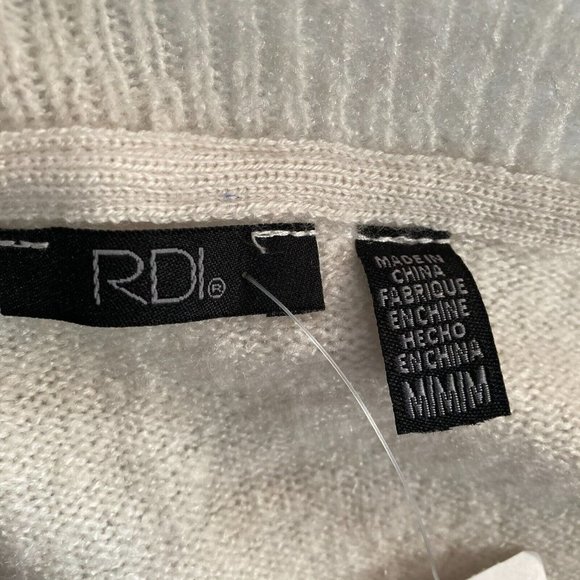 RDI®
MADE IN
CHINA
FABRIQUE
EN CHINE
HECHO
EN CHINA
M/M/M